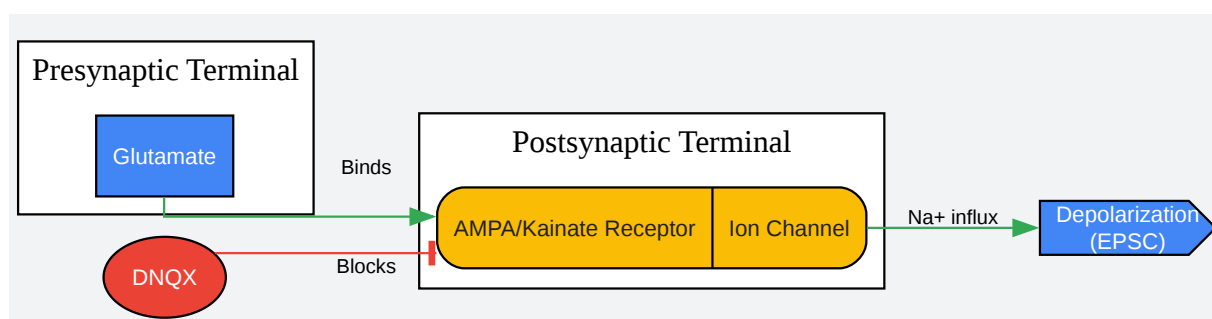 Presynaptic Terminal
Glutamate
Binds
Postsynaptic Terminal
AMPA/Kainate Receptor
Ion Channel
Na+ influx
Depolarization
(EPSC)
DNQX
Blocks